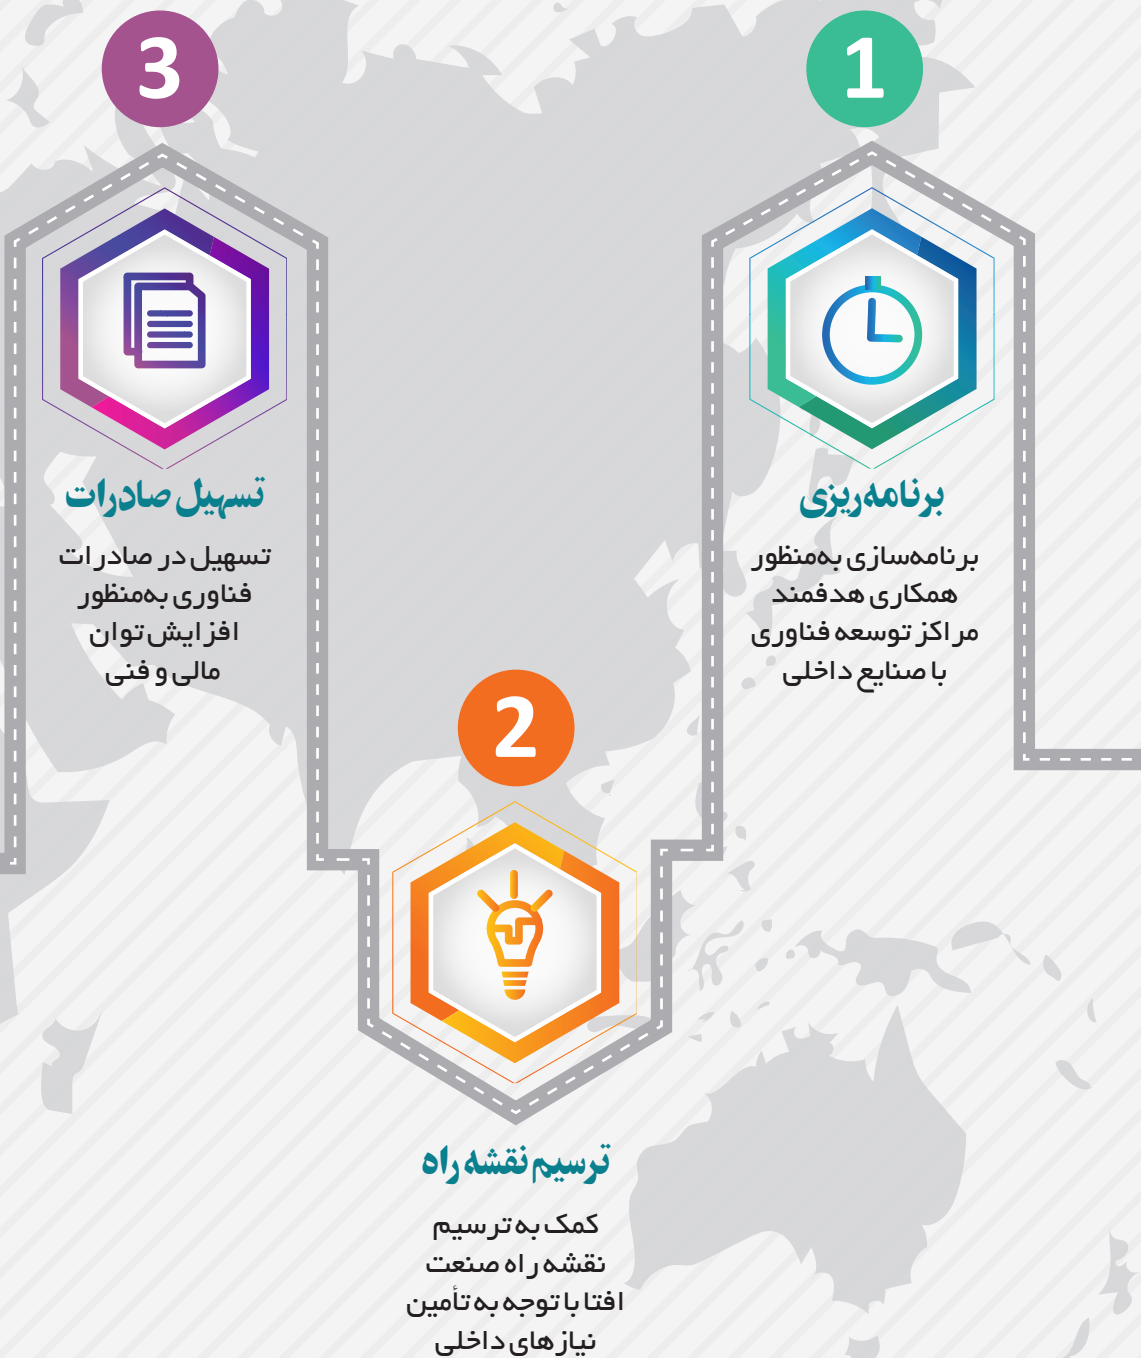 1
برنامه‌ریزی
برنامه‌سازی به‌منظور
همکاری هدفمند
مراکز توسعه فناوری
با صنایع داخلی
2
ترسیم نقشه راه
کمک به ترسیم
نقشه راه صنعت
افتا با توجه به تأمین
نیازهای داخلی
3
تسهیل صادرات
تسهیل در صادرات
فناوری به‌منظور
افزایش توان
مالی و فنی